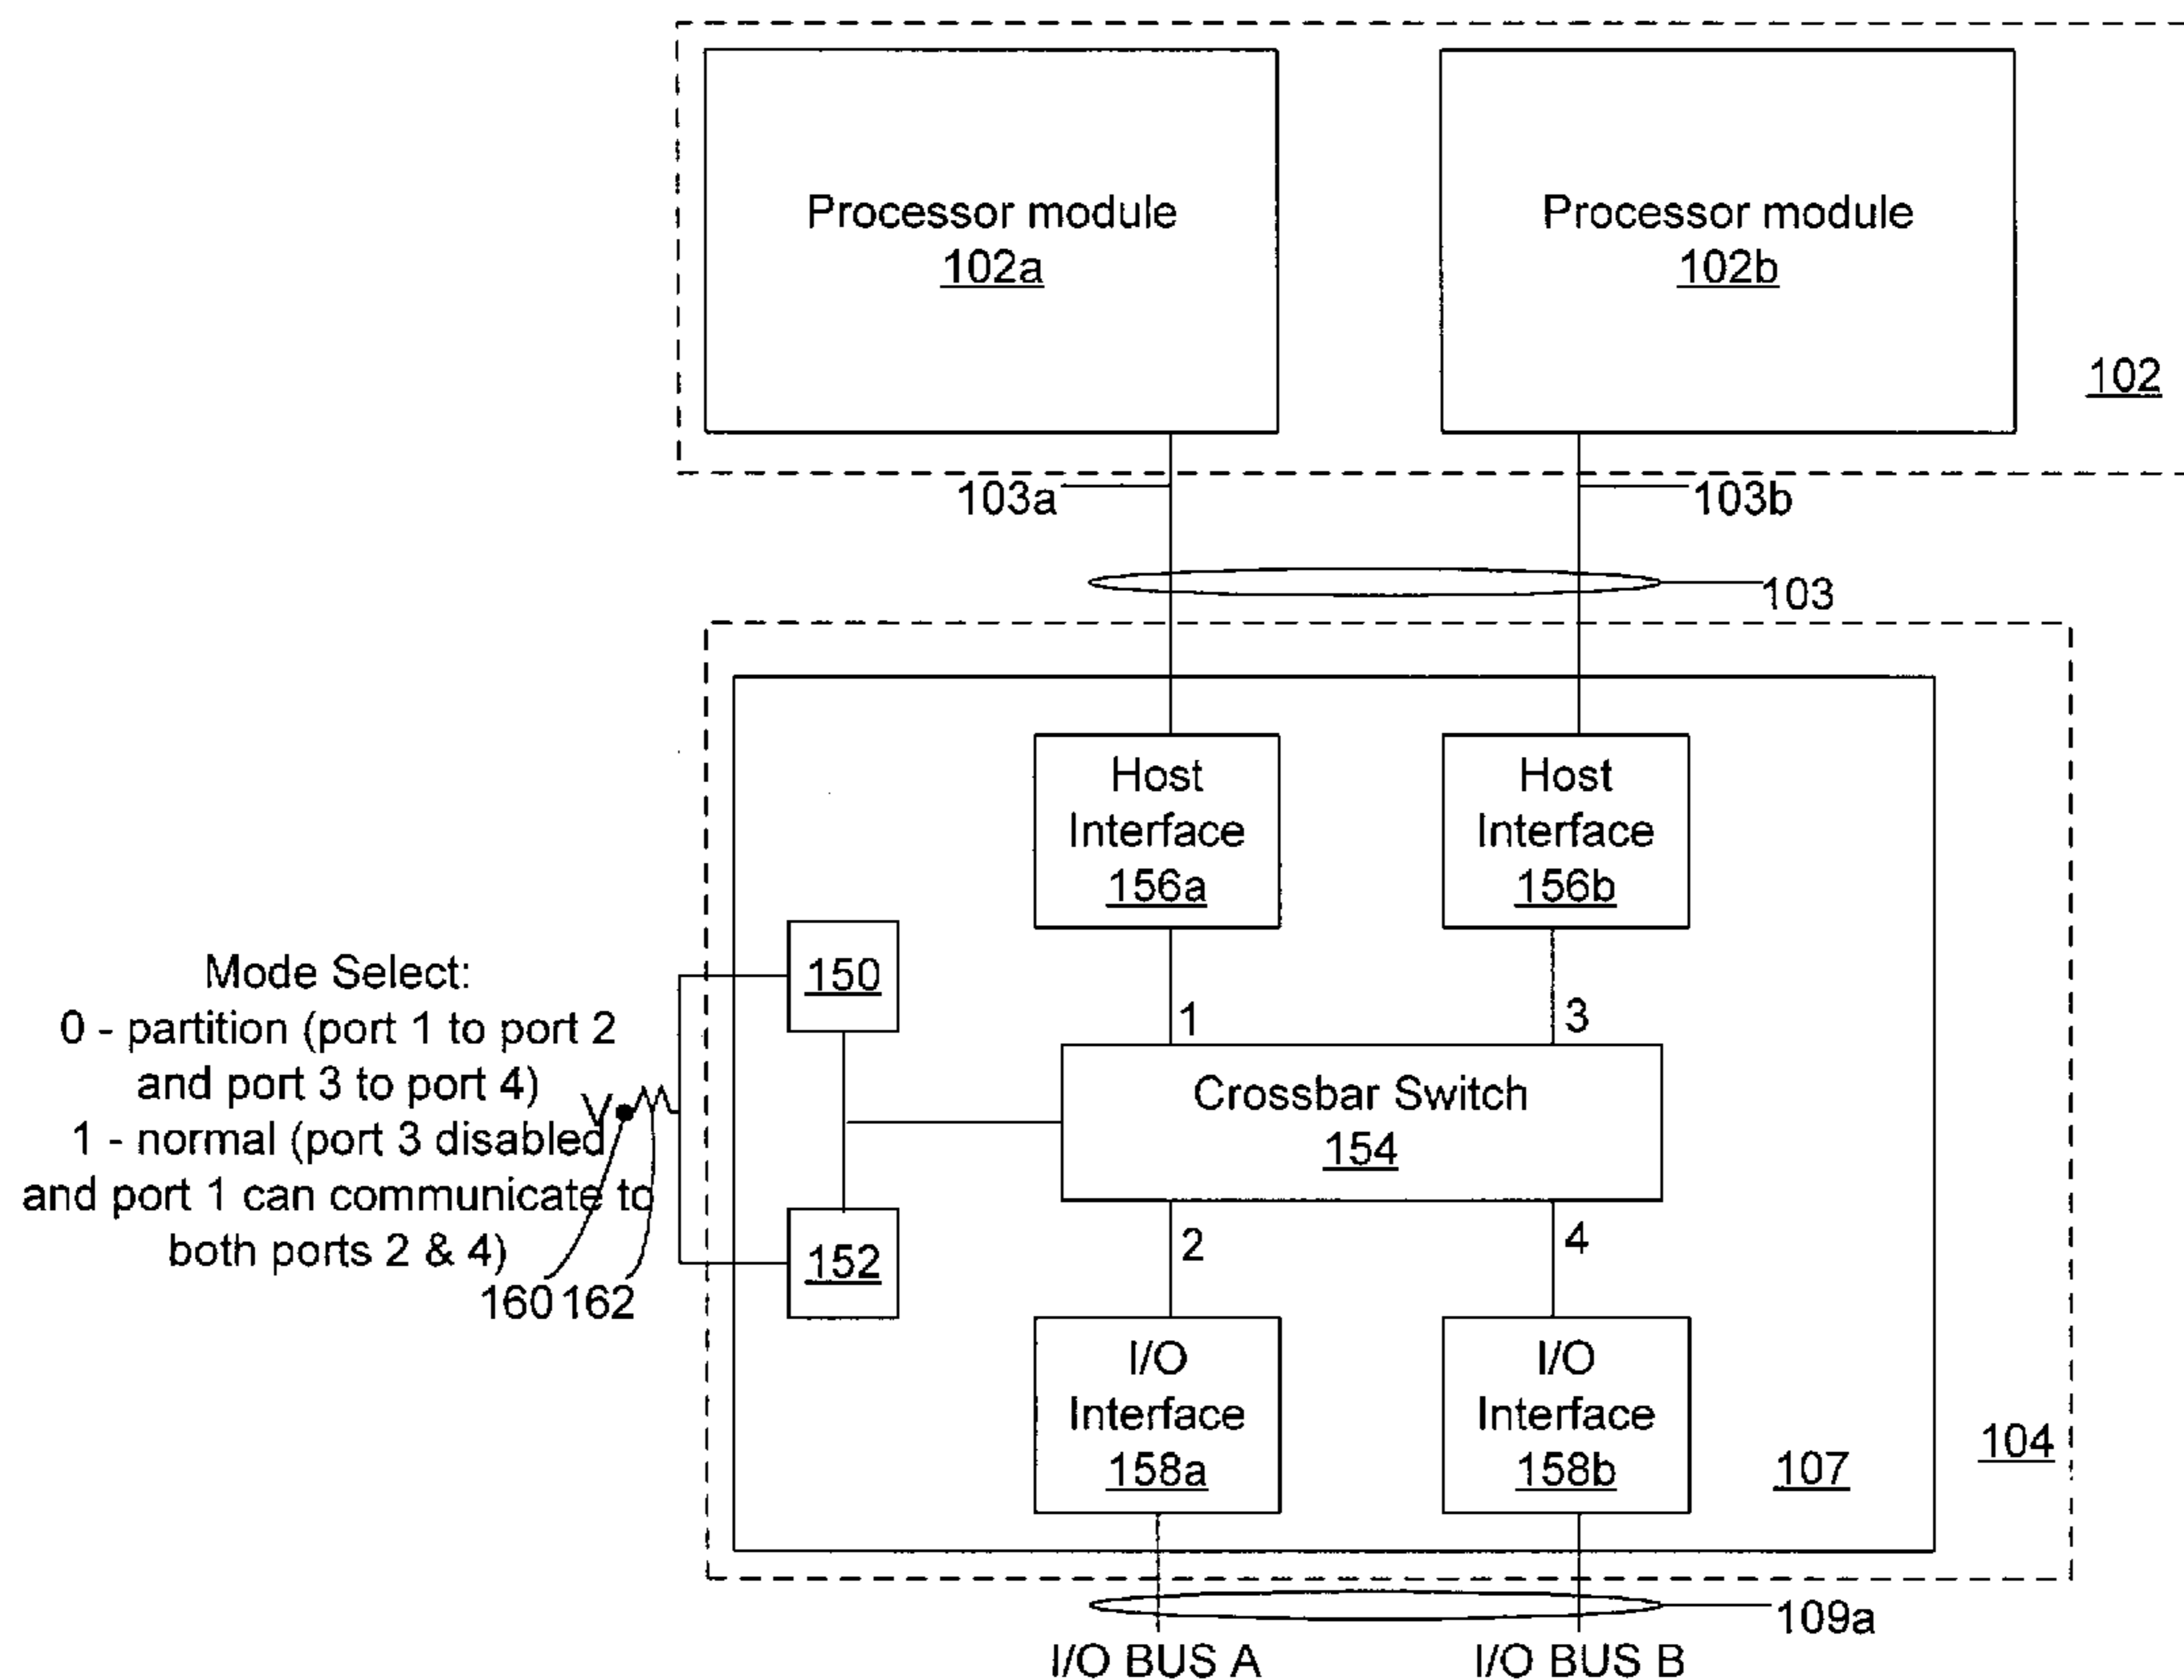 Processor module
102a
Processor module
102b
102
103a
103b
103
Host
Interface
156a
Host
Interface
156b
Mode Select:
0 - partition (port 1 to port 2
and port 3 to port 4)
1 - normal (port 3 disabled
and port 1 can communicate to
both ports 2 & 4)
V
160
162
150
152
1
3
Crossbar Switch
154
2
4
I/O
Interface
158a
I/O
Interface
158b
107
104
109a
I/O BUS A
I/O BUS B